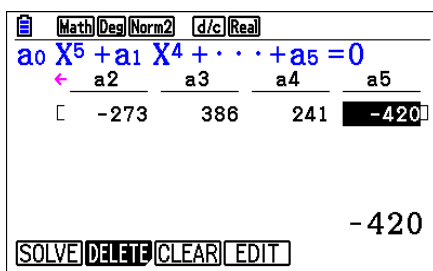 Math Deg Norm2 d/c Real
a₀ X⁵ + a₁ X⁴ + · · · + a₅ = 0
← a2 a3 a4 a5
[ -273 386 241 -420 ]
-420
SOLVE DELETE CLEAR EDIT